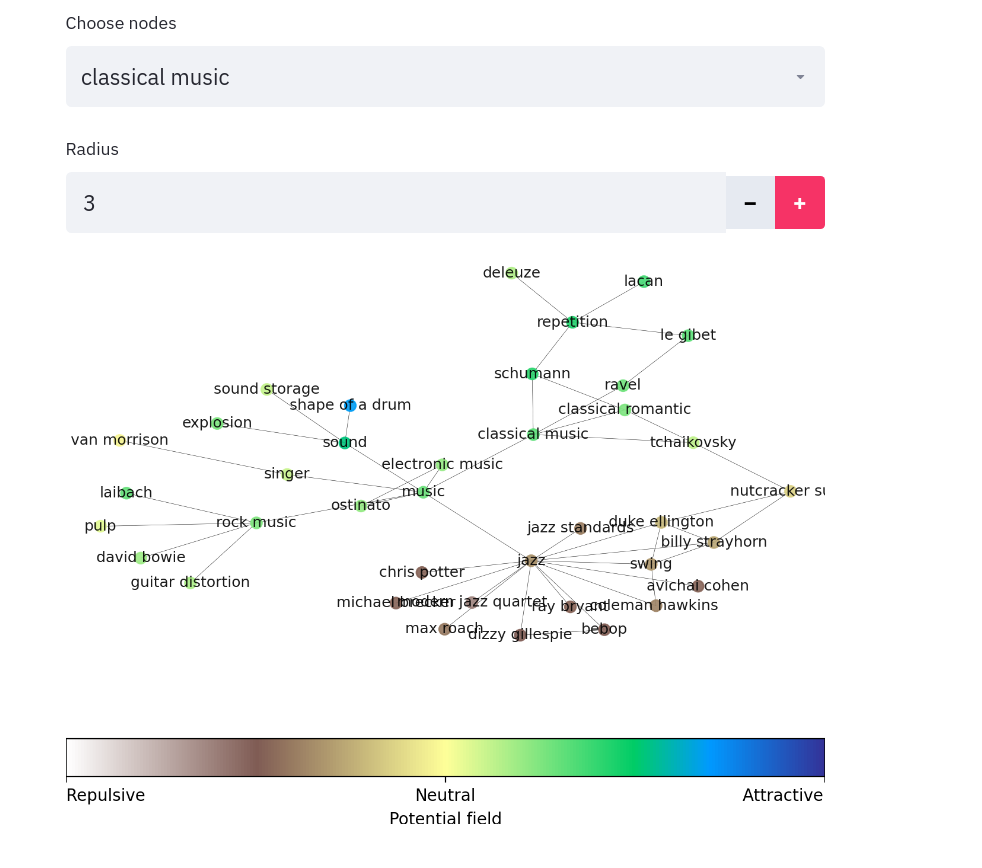 Choose nodes
classical music
Radius
3
−
+
deleuze
lacan
repetition
le gibet
schumann
ravel
sound storage
shape of a drum
classical romantic
explosion
classical music
van morrison
sound
tchaikovsky
electronic music
singer
laibach
music
nutcracker su
ostinato
pulp
rock music
jazz standards
duke ellington
billy strayhorn
david bowie
jazz
swing
chris potter
guitar distortion
avichai cohen
michael brecker
modern jazz quartet
ray bryant
coleman hawkins
max roach
dizzy gillespie
bebop
Repulsive
Neutral
Attractive
Potential field